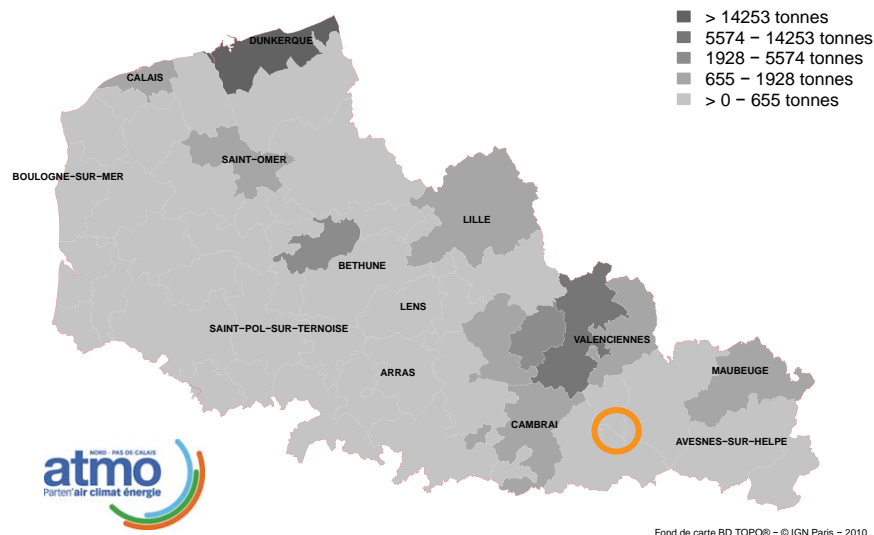 > 14253 tonnes
5574 − 14253 tonnes
1928 − 5574 tonnes
655 − 1928 tonnes
> 0 − 655 tonnes
DUNKERQUE
CALAIS
SAINT−OMER
BOULOGNE−SUR−MER
LILLE
BETHUNE
LENS
SAINT−POL−SUR−TERNOISE
VALENCIENNES
ARRAS
MAUBEUGE
CAMBRAI
AVESNES−SUR−HELPE
NORD - PAS DE CALAIS
atmo
Parten'air climat énergie
Fond de carte BD TOPO® − © IGN Paris − 2010